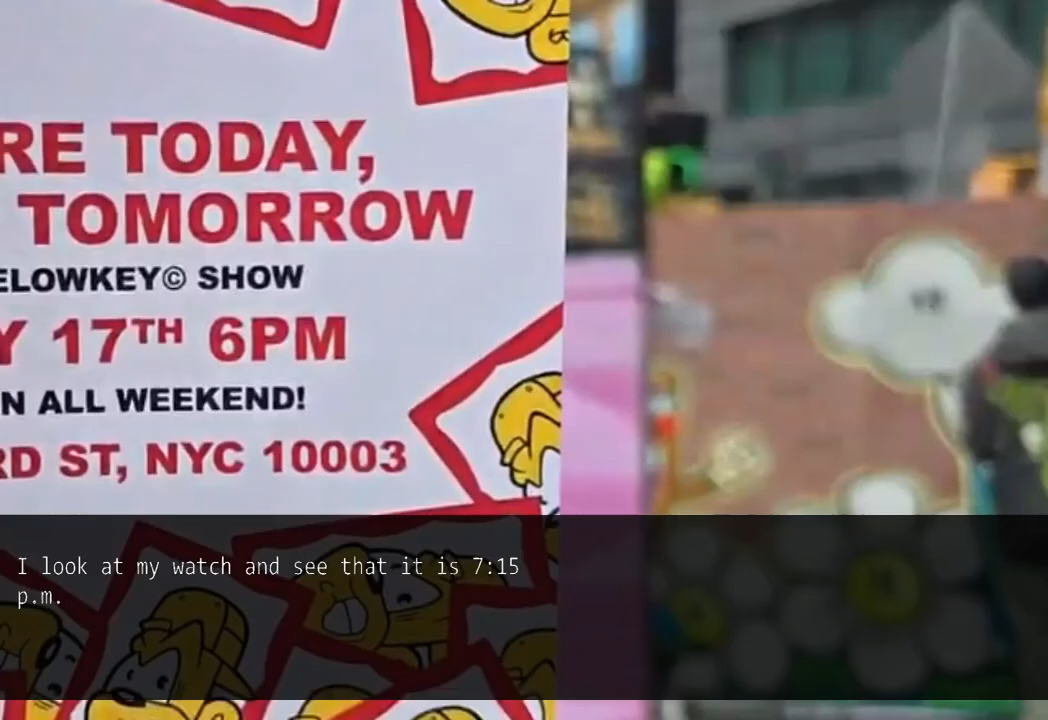 RE TODAY,
TOMORROW
ELOWKEY© SHOW
Y 17TH 6PM
N ALL WEEKEND!
RD ST, NYC 10003
I look at my watch and see that it is 7:15
p.m.